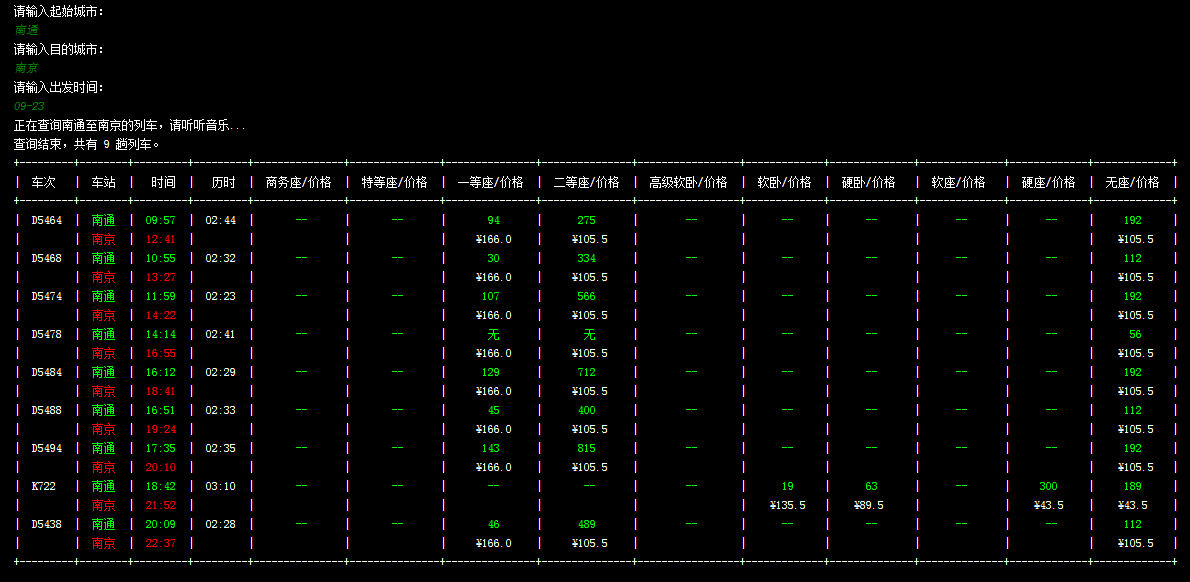 请输入起始城市:
南通
请输入目的城市:
南京
请输入出发时间:
09-23
正在查询南通至南京的列车，请听听音乐...
查询结束，共有 9 趟列车。
| 车次 | 车站 | 时间 | 历时 | 商务座/价格 | 特等座/价格 | 一等座/价格 | 二等座/价格 | 高级软卧/价格 | 软卧/价格 | 硬卧/价格 | 软座/价格 | 硬座/价格 | 无座/价格 |
| D5464 | 南通 | 09:57 | 02:44 | -- | -- | 94 | 275 | -- | -- | -- | -- | -- | 192 |
| | 南京 | 12:41 | | | | ¥166.0 | ¥105.5 | | | | | | ¥105.5 |
| D5468 | 南通 | 10:55 | 02:32 | -- | -- | 30 | 334 | -- | -- | -- | -- | -- | 112 |
| | 南京 | 13:27 | | | | ¥166.0 | ¥105.5 | | | | | | ¥105.5 |
| D5474 | 南通 | 11:59 | 02:23 | -- | -- | 107 | 566 | -- | -- | -- | -- | -- | 192 |
| | 南京 | 14:22 | | | | ¥166.0 | ¥105.5 | | | | | | ¥105.5 |
| D5478 | 南通 | 14:14 | 02:41 | -- | -- | 无 | 无 | -- | -- | -- | -- | -- | 56 |
| | 南京 | 16:55 | | | | ¥166.0 | ¥105.5 | | | | | | ¥105.5 |
| D5484 | 南通 | 16:12 | 02:29 | -- | -- | 129 | 712 | -- | -- | -- | -- | -- | 192 |
| | 南京 | 18:41 | | | | ¥166.0 | ¥105.5 | | | | | | ¥105.5 |
| D5488 | 南通 | 16:51 | 02:33 | -- | -- | 45 | 400 | -- | -- | -- | -- | -- | 112 |
| | 南京 | 19:24 | | | | ¥166.0 | ¥105.5 | | | | | | ¥105.5 |
| D5494 | 南通 | 17:35 | 02:35 | -- | -- | 143 | 815 | -- | -- | -- | -- | -- | 192 |
| | 南京 | 20:10 | | | | ¥166.0 | ¥105.5 | | | | | | ¥105.5 |
| K722 | 南通 | 18:42 | 03:10 | -- | -- | -- | -- | -- | 19 | 63 | -- | 300 | 189 |
| | 南京 | 21:52 | | | | | | | ¥135.5 | ¥89.5 | | ¥43.5 | ¥43.5 |
| D5438 | 南通 | 20:09 | 02:28 | -- | -- | 46 | 489 | -- | -- | -- | -- | -- | 112 |
| | 南京 | 22:37 | | | | ¥166.0 | ¥105.5 | | | | | | ¥105.5 |